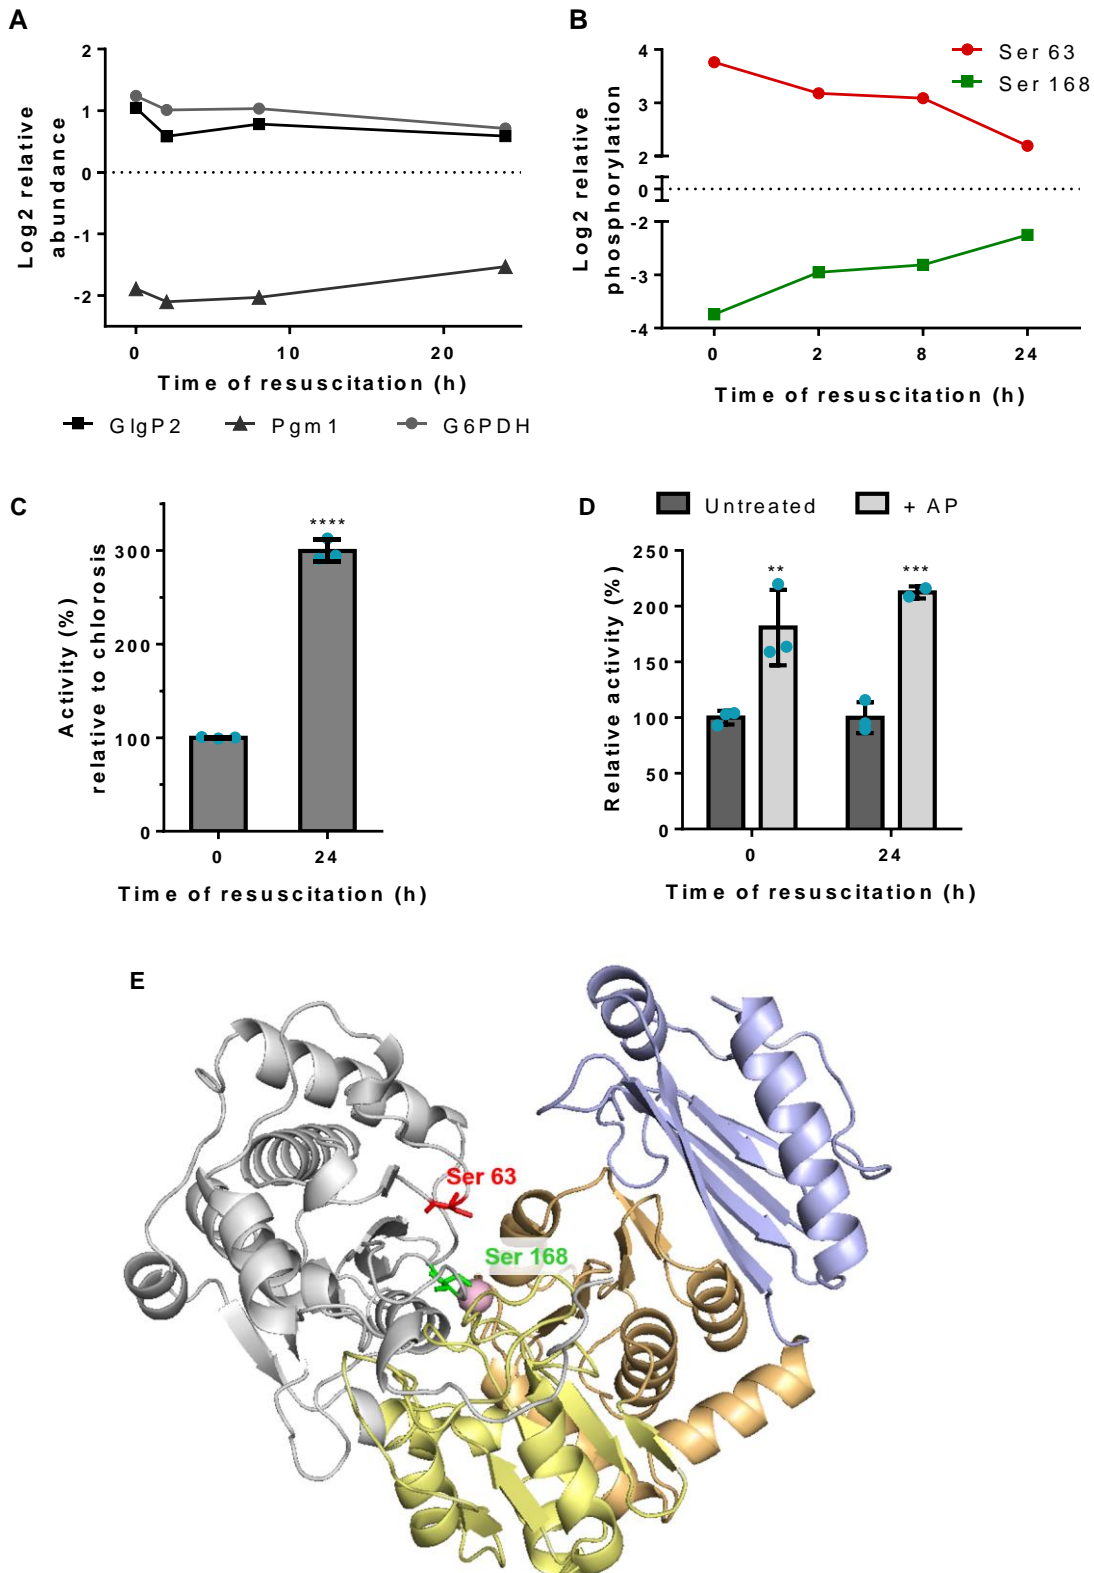 A
Log2 relative
abundance
2
1
0
-1
-2
0
10
20
Time of resuscitation (h)
GlgP2
Pgm1
G6PDH
B
Log2 relative
phosphorylation
4
3
2
0
-2
-3
-4
Ser 63
Ser 168
0
2
8
24
Time of resuscitation (h)
C
Activity (%)
relative to chlorosis
300
200
100
0
****
0
24
Time of resuscitation (h)
D
Untreated
+ AP
Relative activity (%)
250
200
150
100
50
0
**
***
0
24
Time of resuscitation (h)
E
Ser 63
Ser 168